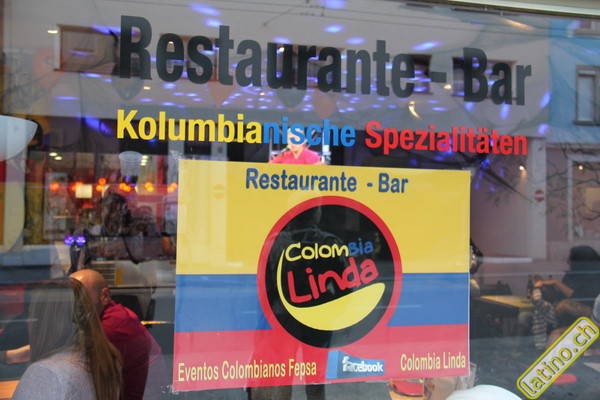 Restaurante - Bar
Kolumbianische Spezialitäten
Restaurante - Bar
Colombia
Linda
Eventos Colombianos Fepsa
facebook
Colombia Linda
latino.ch